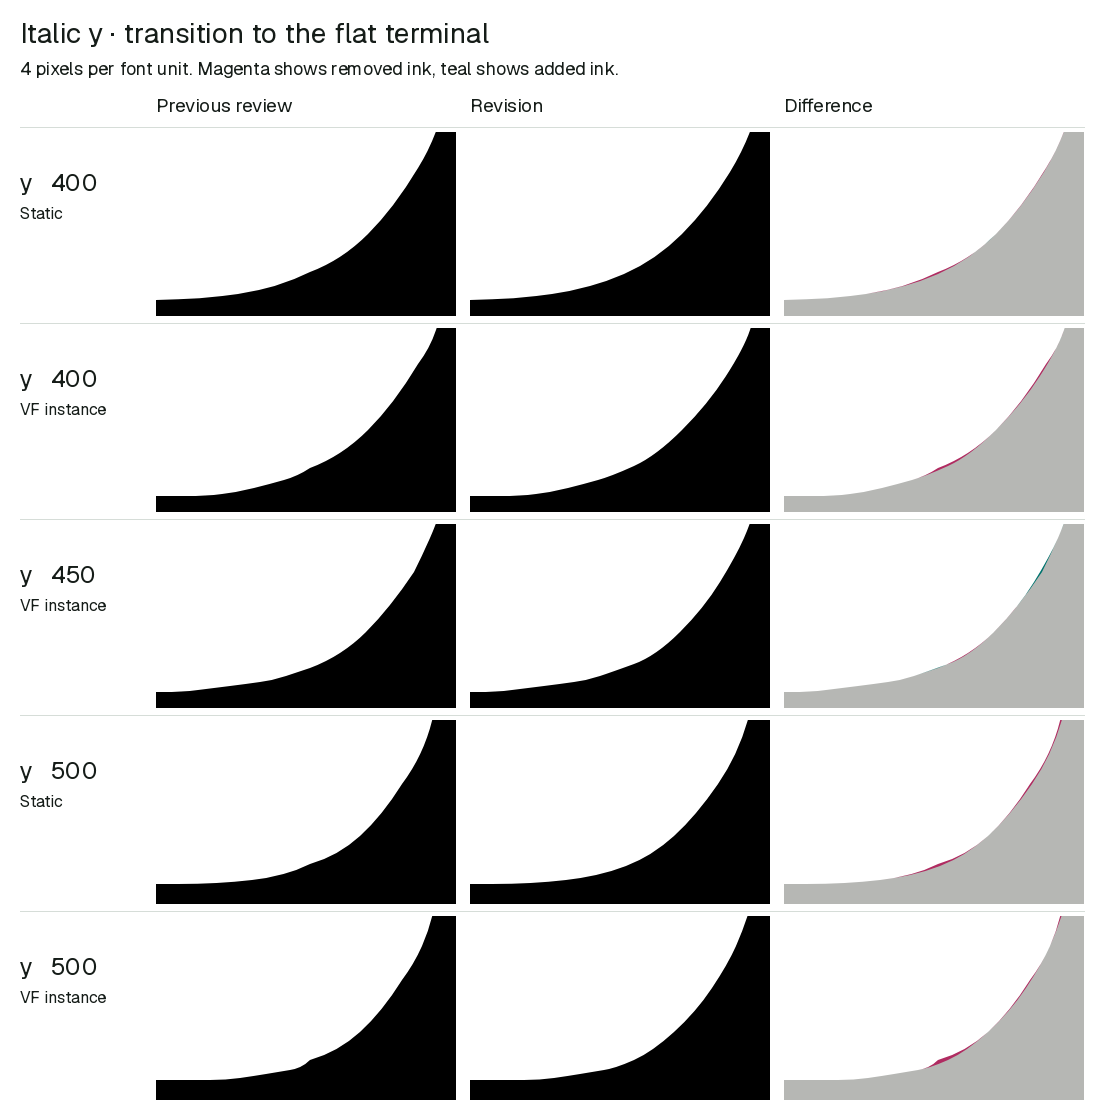 Italic y · transition to the flat terminal
4 pixels per font unit. Magenta shows removed ink, teal shows added ink.
Previous review Revision Difference
y 400
Static
y 400
VF instance
y 450
VF instance
y 500
Static
y 500
VF instance